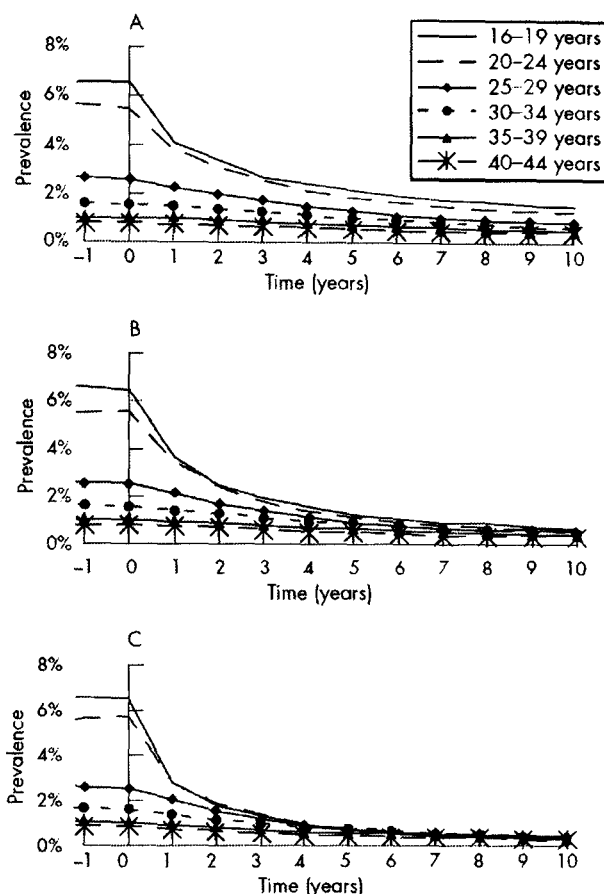 A
8%
6%
4%
2%
0%
Prevalence
-1 0 1 2 3 4 5 6 7 8 9 10
Time (years)
16–19 years
20–24 years
25–29 years
30–34 years
35–39 years
40–44 years
B
8%
6%
4%
2%
0%
Prevalence
-1 0 1 2 3 4 5 6 7 8 9 10
Time (years)
C
8%
6%
4%
2%
0%
Prevalence
-1 0 1 2 3 4 5 6 7 8 9 10
Time (years)